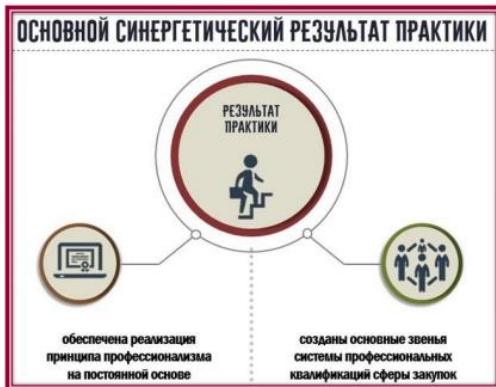 ОСНОВНОЙ СИНЕРГЕТИЧЕСКИЙ РЕЗУЛЬТАТ ПРАКТИКИ
РЕЗУЛЬТАТ
ПРАКТИКИ
обеспечена реализация
принципа профессионализма
на постоянной основе
созданы основные звенья
системы профессиональных
квалификаций сферы закупок